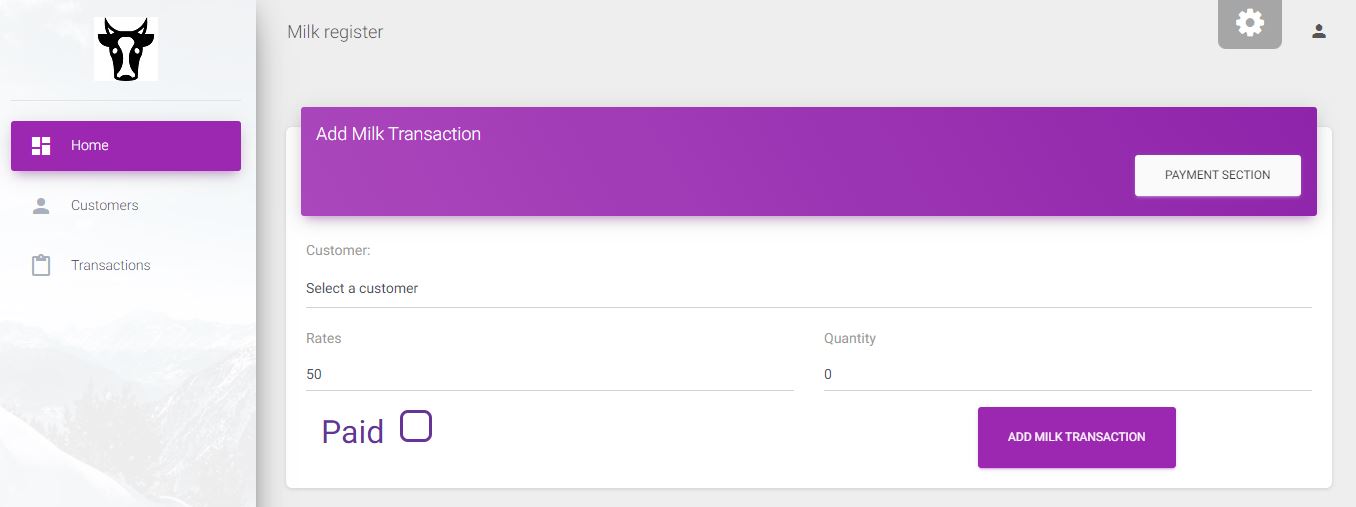 Milk register
Home
Customers
Transactions
Add Milk Transaction
PAYMENT SECTION
Customer:
Select a customer
Rates
Quantity
50
0
Paid
ADD MILK TRANSACTION